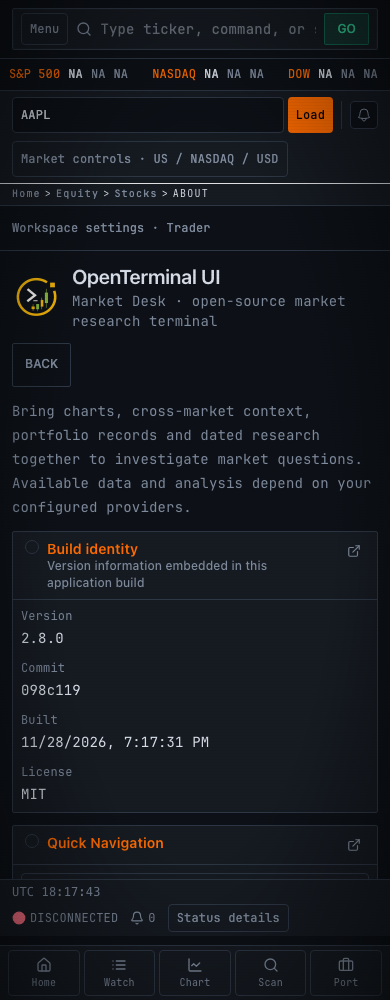 Menu
Type ticker, command, or
GO
S&P 500 NA NA NA NASDAQ NA NA NA DOW NA NA NA
AAPL
Load
Market controls · US / NASDAQ / USD
Home > Equity > Stocks > ABOUT
Workspace settings · Trader
OpenTerminal UI
Market Desk · open-source market
research terminal
BACK
Bring charts, cross-market context,
portfolio records and dated research
together to investigate market questions.
Available data and analysis depend on your
configured providers.
Build identity
Version information embedded in this
application build
Version
2.8.0
Commit
098c119
Built
11/28/2026, 7:17:31 PM
License
MIT
Quick Navigation
UTC 18:17:43
DISCONNECTED 0 Status details
Home Watch Chart Scan Port